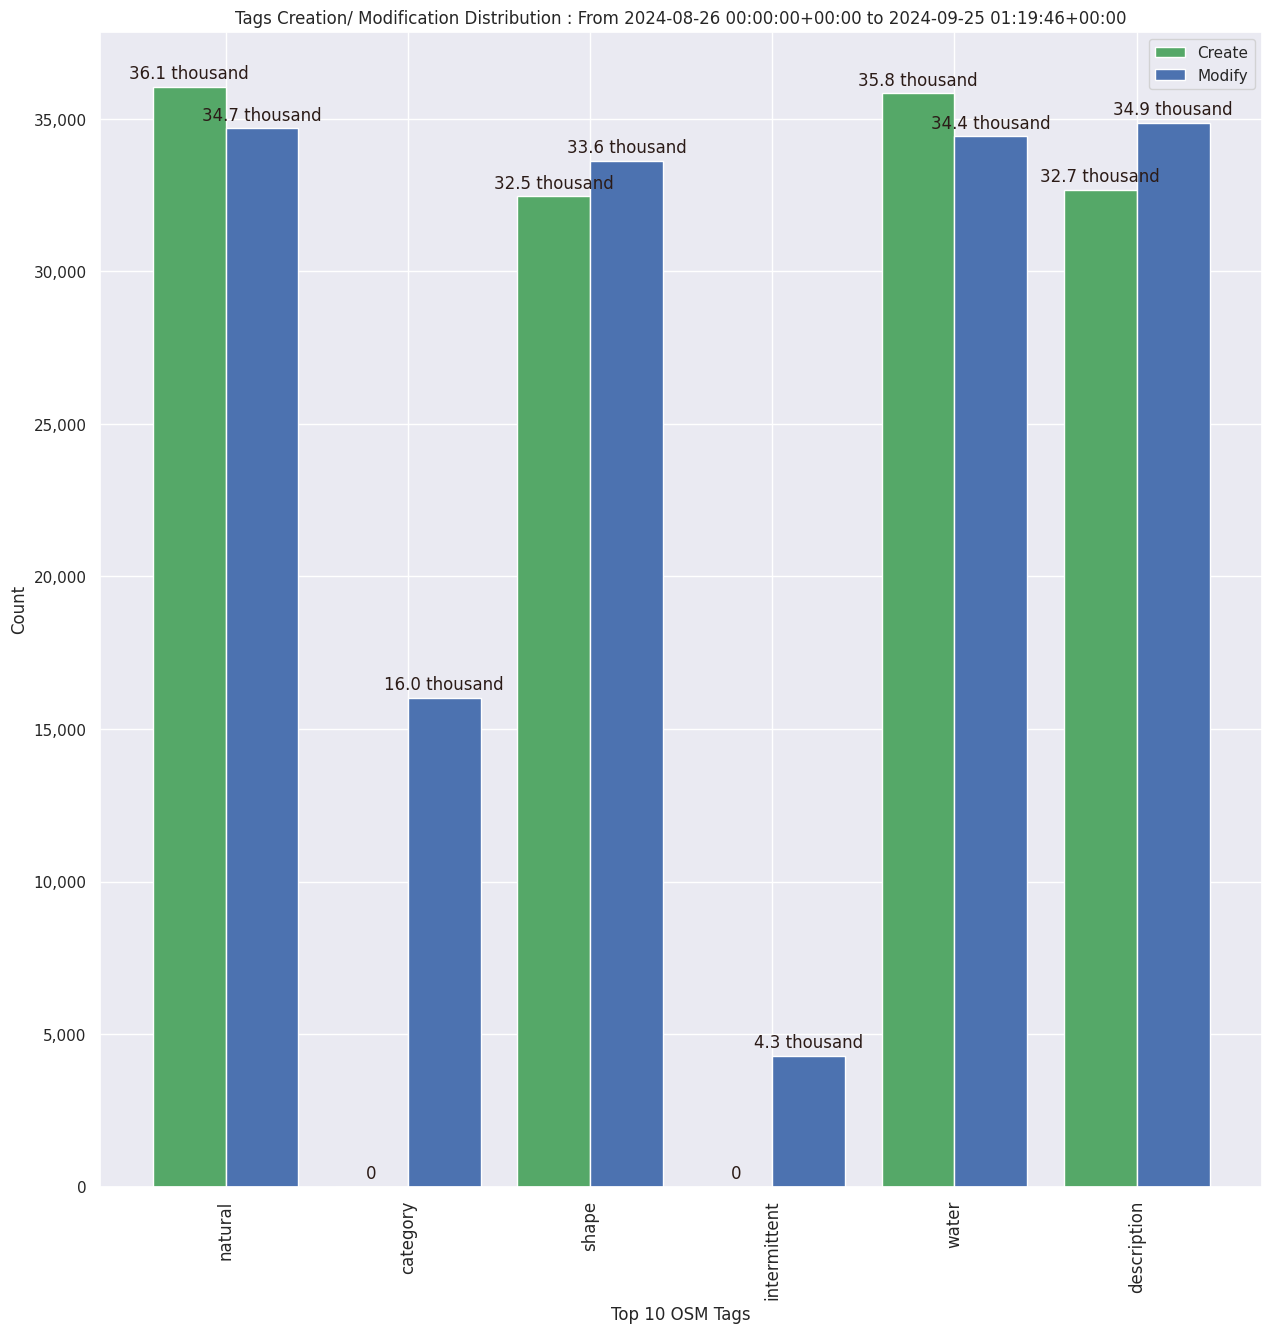 Tags Creation/ Modification Distribution : From 2024-08-26 00:00:00+00:00 to 2024-09-25 01:19:46+00:00
Create
Modify
36.1 thousand
34.7 thousand
16.0 thousand
32.5 thousand
33.6 thousand
4.3 thousand
35.8 thousand
34.4 thousand
32.7 thousand
34.9 thousand
0
0
35,000
30,000
25,000
20,000
15,000
10,000
5,000
0
Count
natural
category
shape
intermittent
water
description
Top 10 OSM Tags